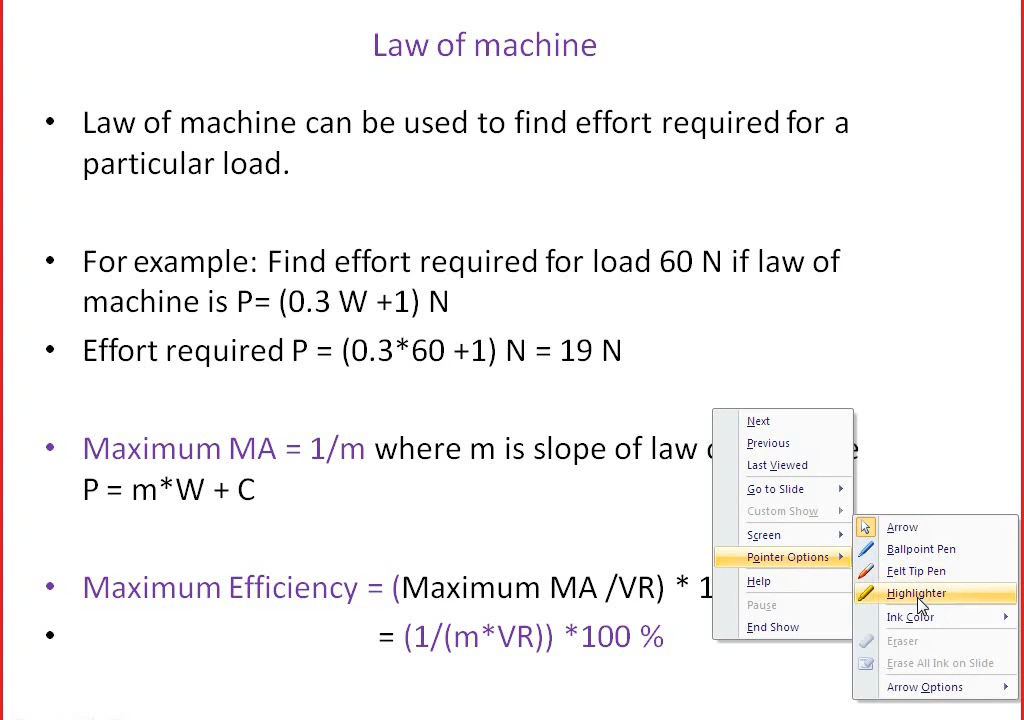 Law of machine
• Law of machine can be used to find effort required for a
particular load.
• For example: Find effort required for load 60 N if law of
machine is P= (0.3 W +1) N
• Effort required P = (0.3*60 +1) N = 19 N
• Maximum MA = 1/m where m is slope of law
P = m*W + C
• Maximum Efficiency = (Maximum MA /VR) * 1
• = (1/(m*VR)) *100 %
Next
Previous
Last Viewed
Go to Slide
Custom Show
Screen
Pointer Options
Help
Pause
End Show
Arrow
Ballpoint Pen
Felt Tip Pen
Highlighter
Ink Color
Eraser
Erase All Ink on Slide
Arrow Options